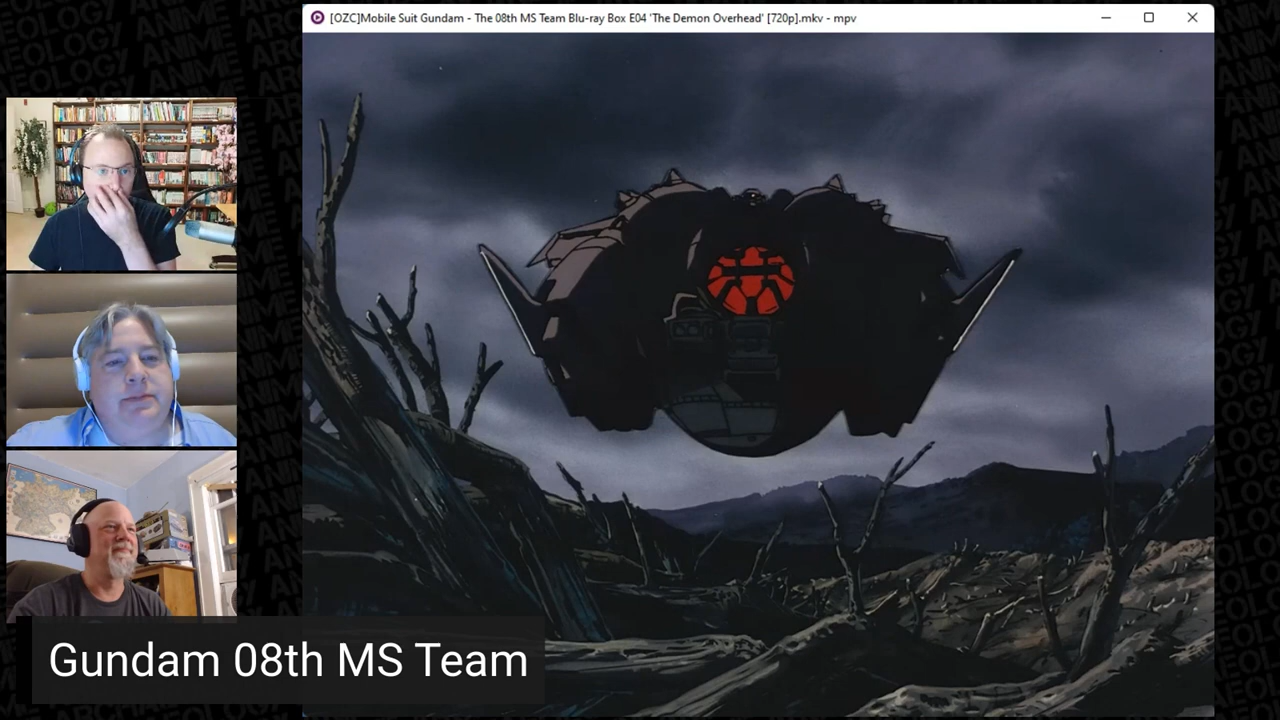 [OZC]Mobile Suit Gundam - The 08th MS Team Blu-ray Box E04 'The Demon Overhead' [720p].mkv - mpv
Gundam 08th MS Team